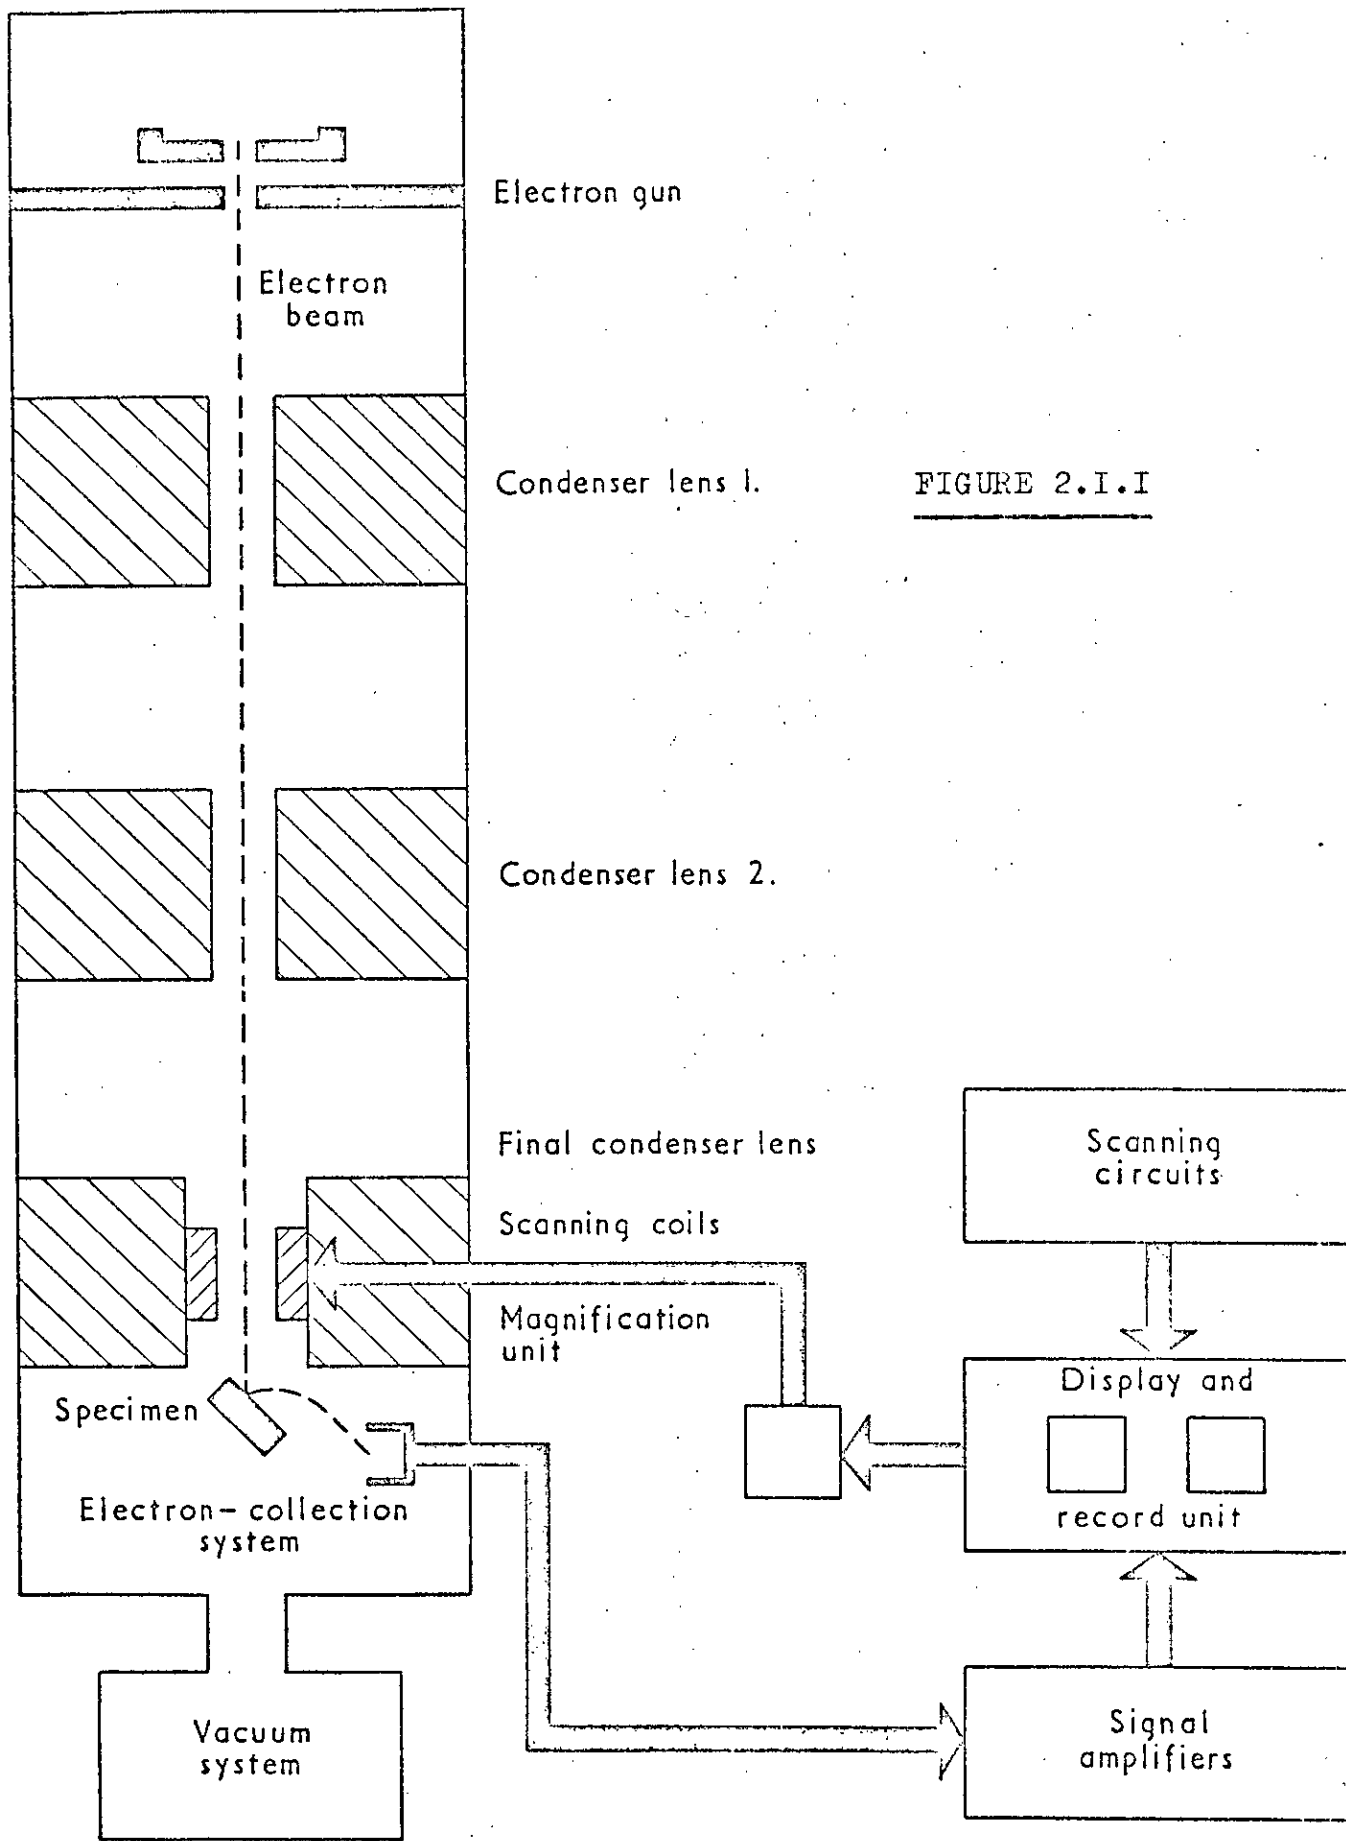 Electron gun
Electron
beam
Condenser lens 1.
FIGURE 2.I.I
Condenser lens 2.
Final condenser lens
Scanning coils
Magnification
unit
Scanning
circuits
Display and
record unit
Specimen
Electron-collection
system
Vacuum
system
Signal
amplifiers